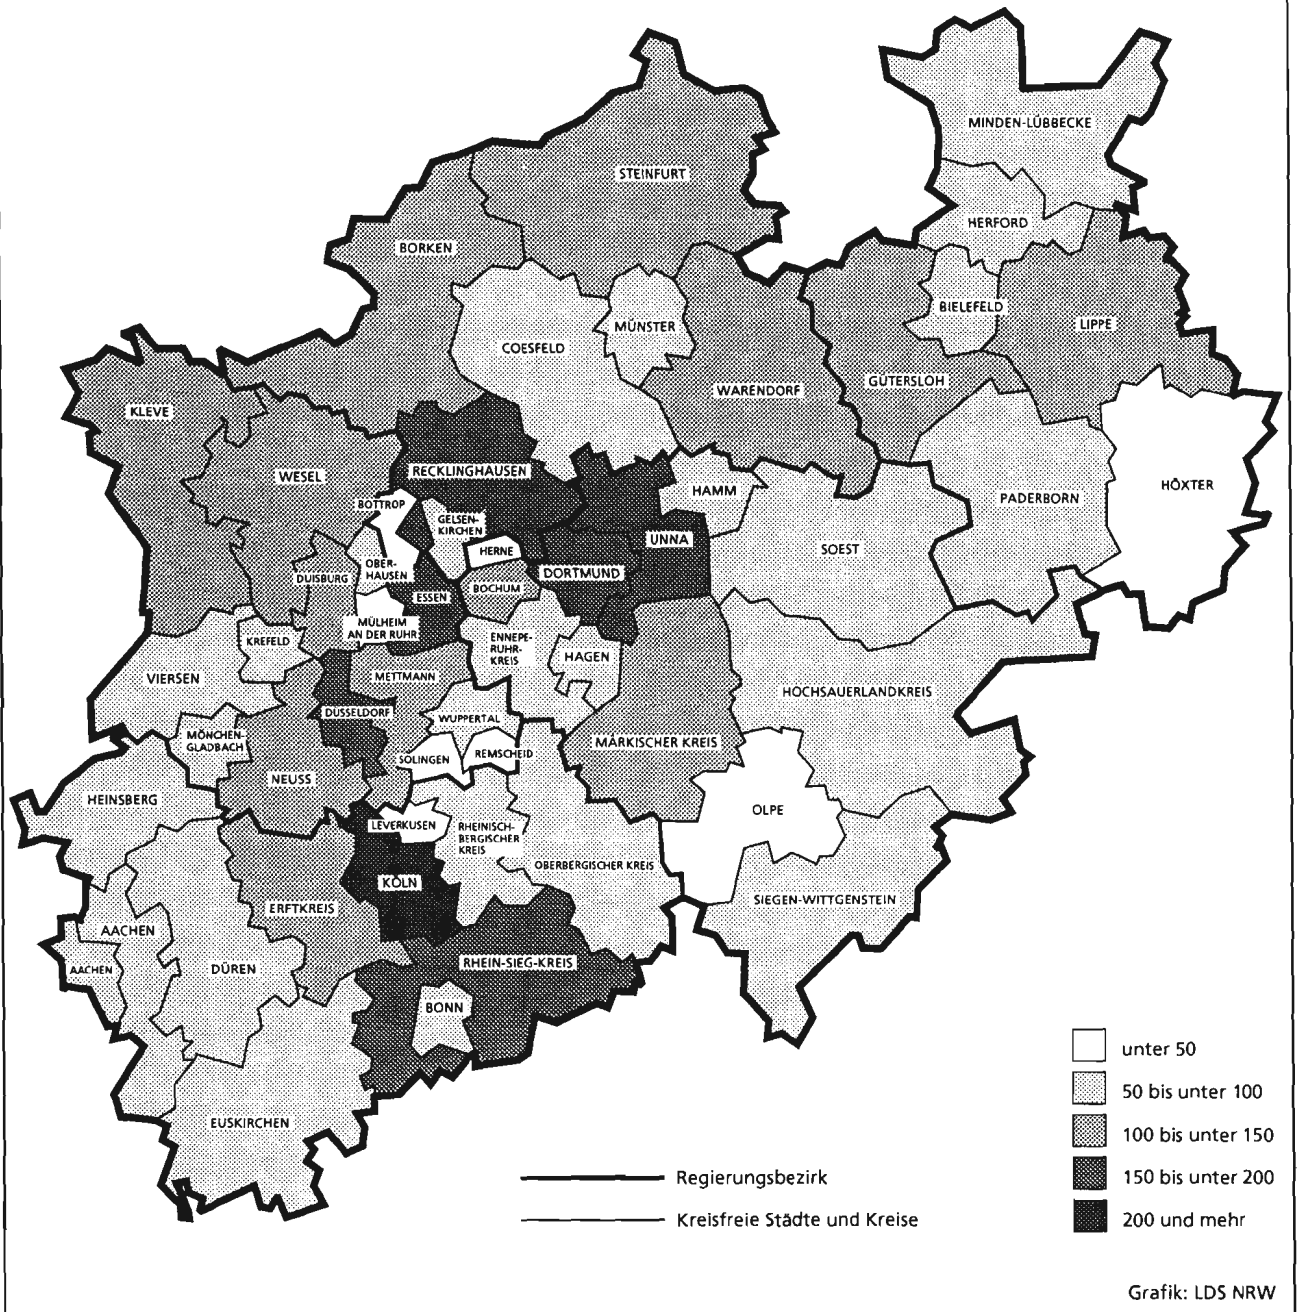 MINDEN-LÜBBECKE
STEINFURT
HERFORD
BORKEN
BIELEFELD
LIPPE
MÜNSTER
COESFELD
GÜTERSLOH
WARENDORF
KLEVE
RECKLINGHAUSEN
WESEL
HÖXTER
HAMM
PADERBORN
BOTTROP
GELSEN-
KIRCHEN
UNNA
SOEST
HERNE
OBER-
HAUSEN
DORTMUND
DUISBURG
BOCHUM
ESSEN
MÜLHEIM
AN DER RUHR
KREFELD
ENNEPE-
RUHR-
KREIS
HAGEN
VIERSEN
METTMANN
HOCHSAUERLANDKREIS
DÜSSELDORF
WUPPERTAL
MÖNCHEN-
GLADBACH
MÄRKISCHER KREIS
REMSCHEID
SOLINGEN
NEUSS
HEINSBERG
OLPE
LEVERKUSEN
RHEINISCH-
BERGISCHER
KREIS
OBERBERGISCHER KREIS
KÖLN
SIEGEN-WITTGENSTEIN
ERFTKREIS
AACHEN
RHEIN-SIEG-KREIS
AACHEN
DÜREN
BONN
EUSKIRCHEN
unter 50
50 bis unter 100
100 bis unter 150
150 bis unter 200
200 und mehr
Regierungsbezirk
Kreisfreie Städte und Kreise
Grafik: LDS NRW